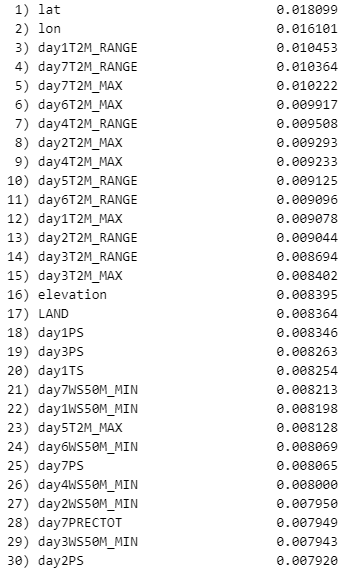 1) lat 0.018099
2) lon 0.016101
3) day1T2M_RANGE 0.010453
4) day7T2M_RANGE 0.010364
5) day7T2M_MAX 0.010222
6) day6T2M_MAX 0.009917
7) day4T2M_RANGE 0.009508
8) day2T2M_MAX 0.009293
9) day4T2M_MAX 0.009233
10) day5T2M_RANGE 0.009125
11) day6T2M_RANGE 0.009096
12) day1T2M_MAX 0.009078
13) day2T2M_RANGE 0.009044
14) day3T2M_RANGE 0.008694
15) day3T2M_MAX 0.008402
16) elevation 0.008395
17) LAND 0.008364
18) day1PS 0.008346
19) day3PS 0.008263
20) day1TS 0.008254
21) day7WS50M_MIN 0.008213
22) day1WS50M_MIN 0.008198
23) day5T2M_MAX 0.008128
24) day6WS50M_MIN 0.008069
25) day7PS 0.008065
26) day4WS50M_MIN 0.008000
27) day2WS50M_MIN 0.007950
28) day7PRECTOT 0.007949
29) day3WS50M_MIN 0.007943
30) day2PS 0.007920